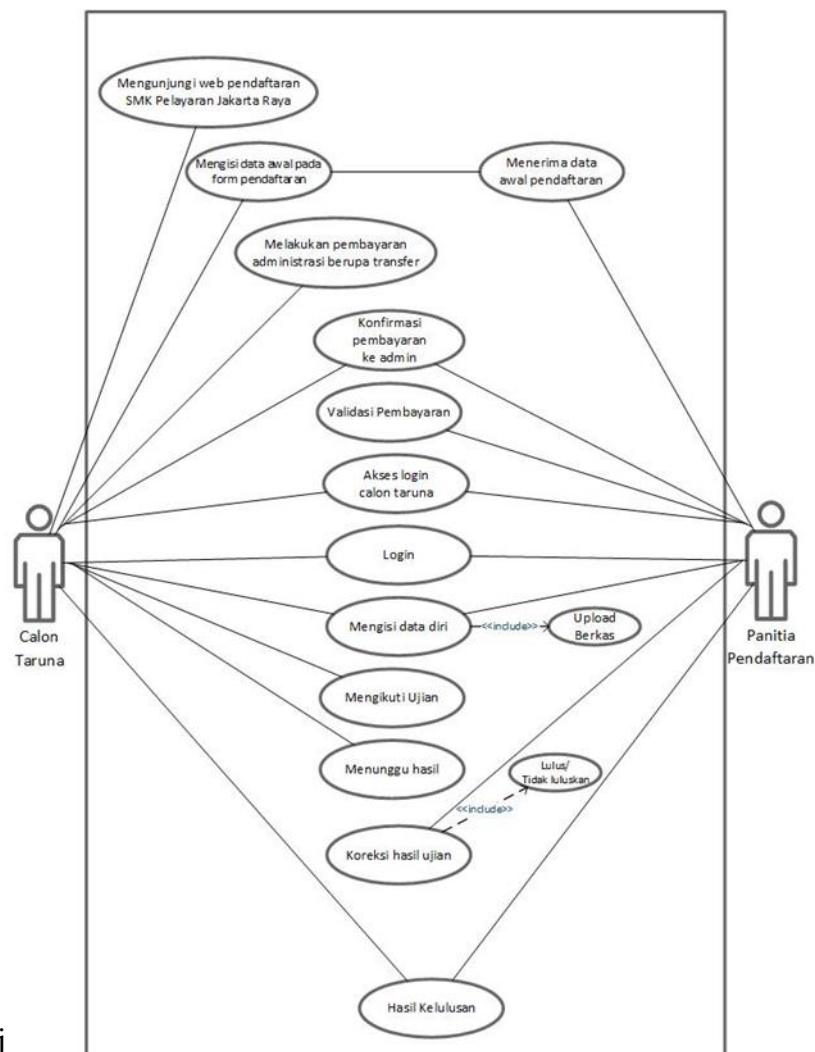 Mengunjungi web pendaftaran
SMK Pelayaran Jakarta Raya
Mengisi data awal pada
form pendaftaran
Menerima data
awal pendaftaran
Melakukan pembayaran
administrasi berupa transfer
Konfirmasi
pembayaran
ke admin
Validasi Pembayaran
Akses login
calon taruna
Login
Mengisi data diri
<<include>>
Upload
Berkas
Calon
Taruna
Panitia
Pendaftaran
Mengikuti Ujian
Menunggu hasil
Lulus/
Tidak luluskan
<<include>>
Koreksi hasil ujian
Hasil Kelulusan
i